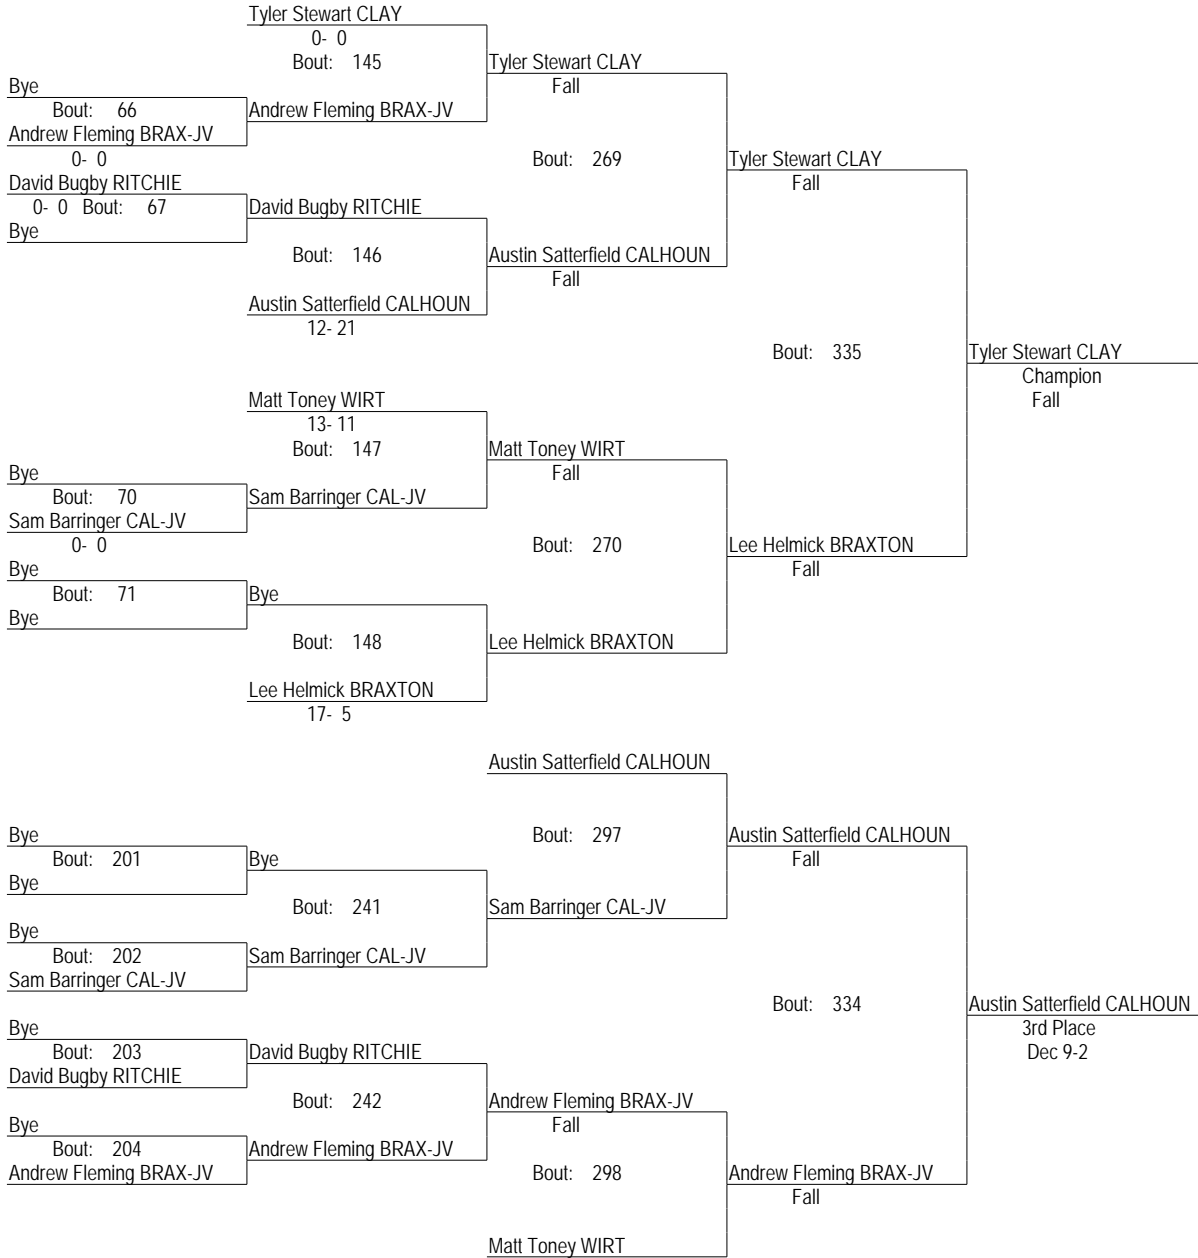 Tyler Stewart CLAY
0- 0
Bout: 145
Tyler Stewart CLAY
Fall
Bye
Bout: 66
Andrew Fleming BRAX-JV
Andrew Fleming BRAX-JV
0- 0
Bout: 269
Tyler Stewart CLAY
Fall
David Bugby RITCHIE
0- 0 Bout: 67
David Bugby RITCHIE
Bye
Bout: 146
Austin Satterfield CALHOUN
Fall
Austin Satterfield CALHOUN
12- 21
Bout: 335
Tyler Stewart CLAY
Champion
Fall
Matt Toney WIRT
13- 11
Bout: 147
Matt Toney WIRT
Fall
Bye
Bout: 70
Sam Barringer CAL-JV
Sam Barringer CAL-JV
0- 0
Bout: 270
Lee Helmick BRAXTON
Fall
Bye
Bout: 71
Bye
Bye
Bout: 148
Lee Helmick BRAXTON
Lee Helmick BRAXTON
17- 5
Austin Satterfield CALHOUN
Bout: 297
Austin Satterfield CALHOUN
Fall
Bye
Bout: 201
Bye
Bye
Bout: 241
Sam Barringer CAL-JV
Bye
Bout: 202
Sam Barringer CAL-JV
Sam Barringer CAL-JV
Bout: 334
Austin Satterfield CALHOUN
3rd Place
Dec 9-2
Bye
Bout: 203
David Bugby RITCHIE
David Bugby RITCHIE
Bout: 242
Andrew Fleming BRAX-JV
Fall
Bye
Bout: 204
Andrew Fleming BRAX-JV
Andrew Fleming BRAX-JV
Bout: 298
Andrew Fleming BRAX-JV
Fall
Matt Toney WIRT